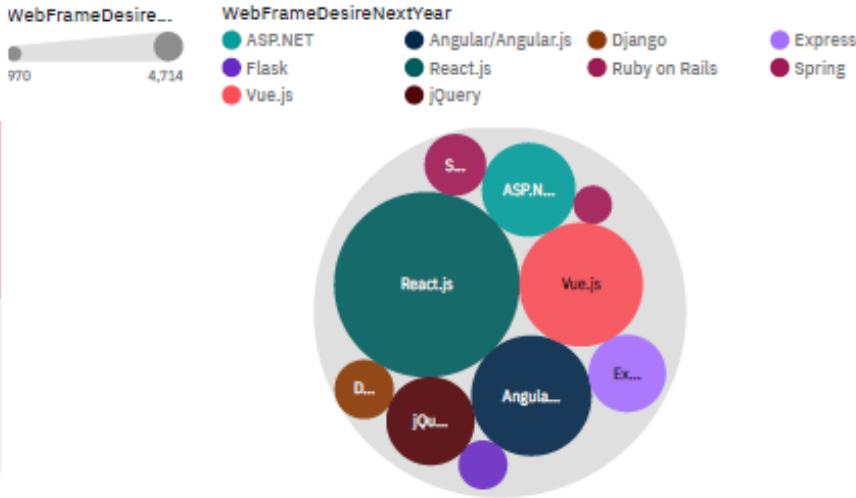 WebFrameDesire...
970 4,714
WebFrameDesireNextYear
ASP.NET Angular/Angular.js Django Express
Flask React.js Ruby on Rails Spring
Vue.js jQuery
S...
ASP.N...
React.js
Vue.js
D...
jQu...
Angula...
Ex...